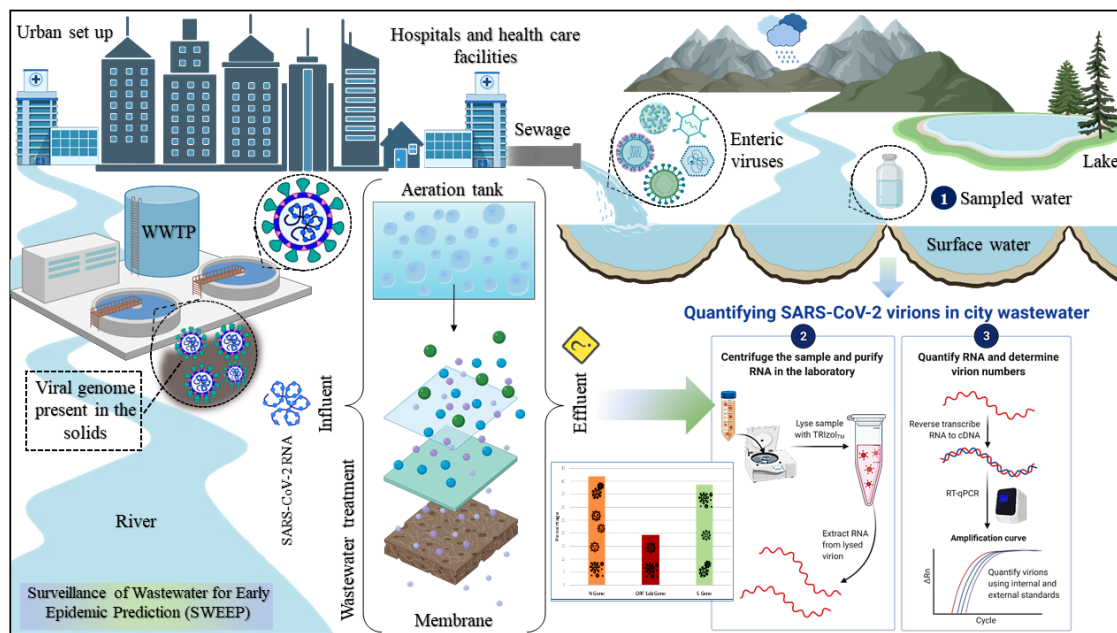 Urban set up
Hospitals and health care
facilities
Sewage
Enteric
viruses
Lake
1 Sampled water
Surface water
WWTP
Aeration tank
Viral genome
present in the
solids
SARS-CoV-2 RNA
Influent
Wastewater treatment
Effluent
?
Membrane
River
Surveillance of Wastewater for Early
Epidemic Prediction (SWEEP)
Quantifying SARS-CoV-2 virions in city wastewater
2
Centrifuge the sample and purify
RNA in the laboratory
Lyse sample
with TRIzol™
Extract RNA
from lysed
virion
3
Quantify RNA and determine
virion numbers
Reverse transcribe
RNA to cDNA
RT-qPCR
Amplification curve
ΔRn
Quantify virions
using internal and
external standards
Cycle
Percentage
N Gene
ORF 1ab Gene
S Gene